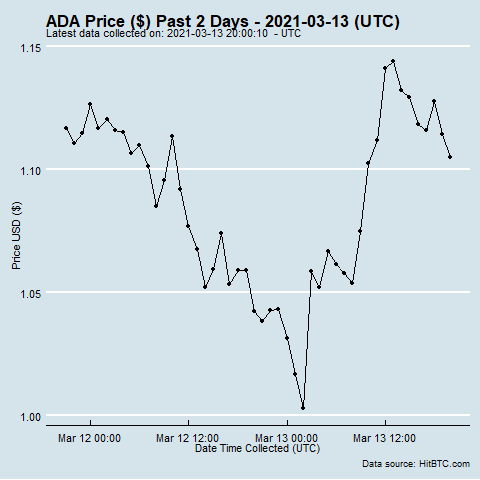 ADA Price ($) Past 2 Days - 2021-03-13 (UTC)
Latest data collected on: 2021-03-13 20:00:10  - UTC
1.15
1.10
1.05
1.00
Price USD ($)
Mar 12 00:00 Mar 12 12:00 Mar 13 00:00 Mar 13 12:00
Date Time Collected (UTC)
Data source: HitBTC.com